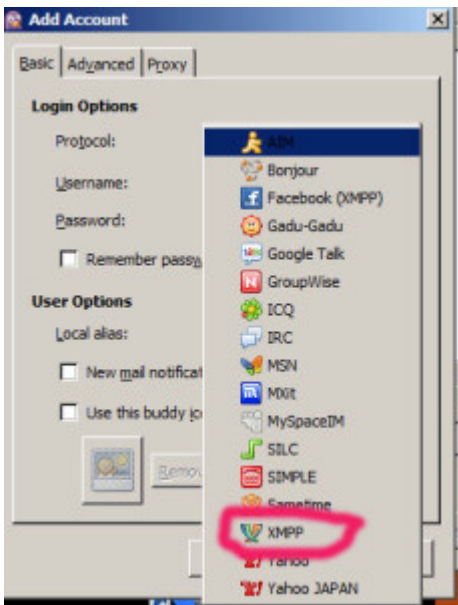 Add Account
Basic Advanced Proxy
Login Options
Protocol:
AIM
Bonjour
Username:
Facebook (XMPP)
Password:
Gadu-Gadu
Remember passw
Google Talk
GroupWise
User Options
ICQ
Local alias:
IRC
MSN
New mail notificat
MXit
Use this buddy ic
MySpaceIM
SILC
Remov
SIMPLE
Sametime
XMPP
Yahoo
Yahoo JAPAN